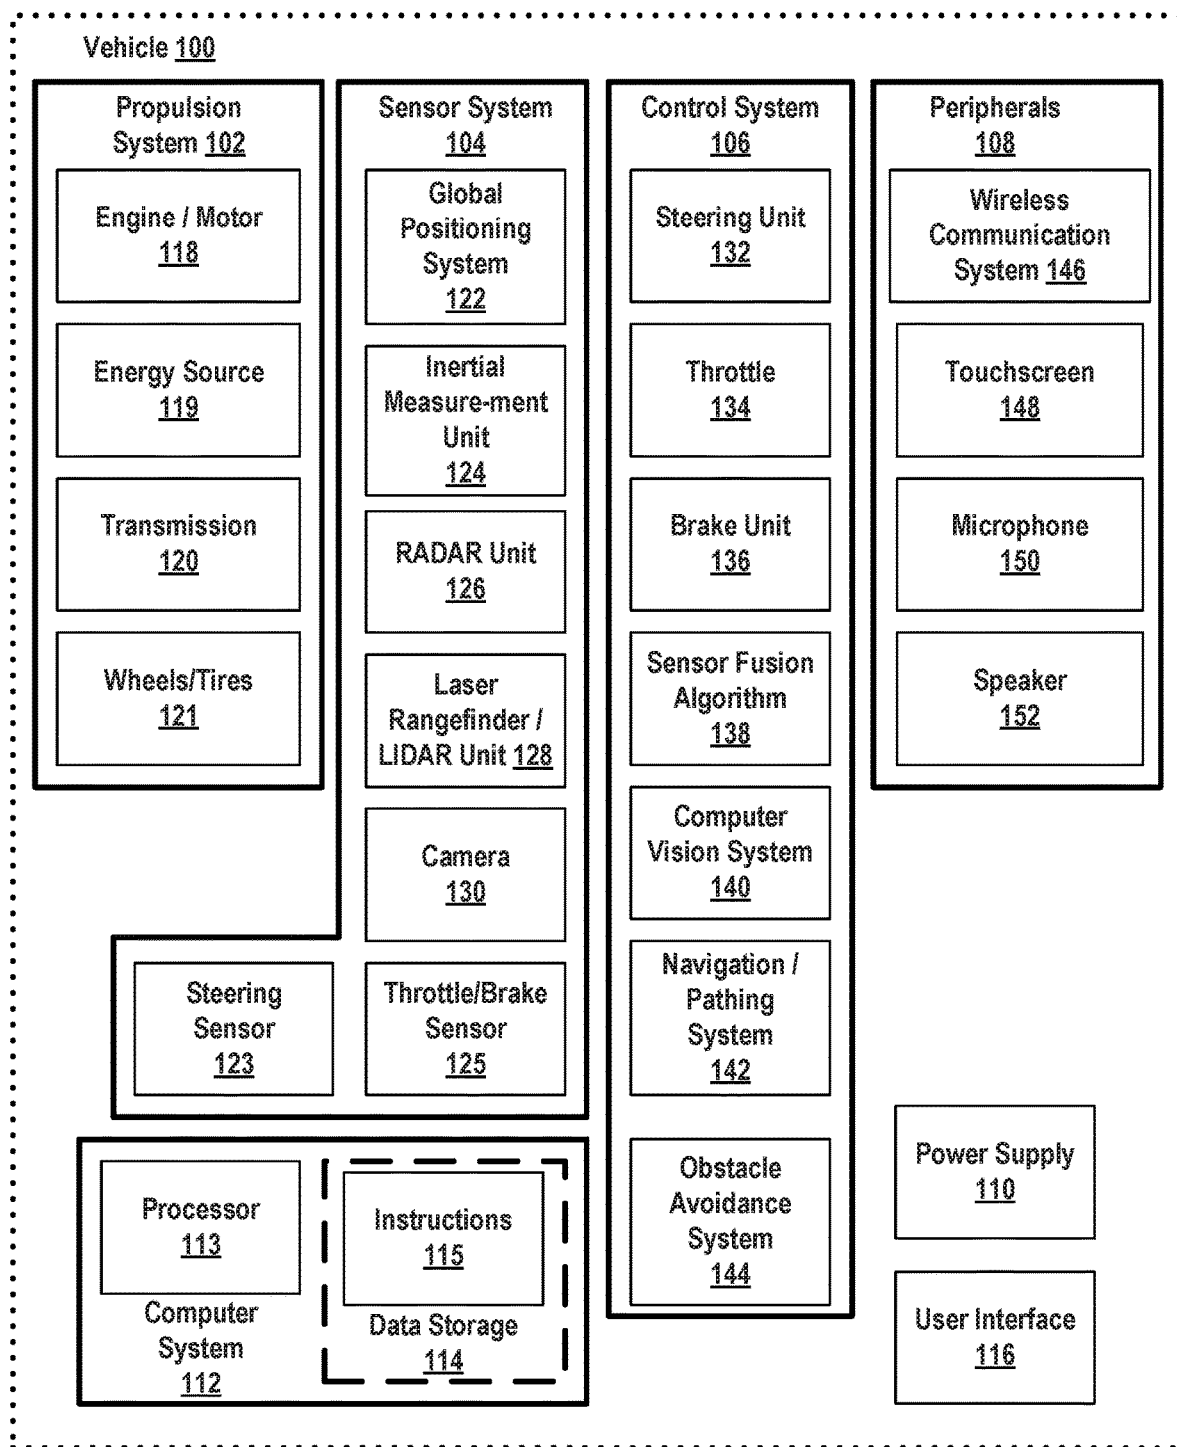 Vehicle 100
Propulsion
System 102
Engine / Motor
118
Energy Source
119
Transmission
120
Wheels/Tires
121
Sensor System
104
Global
Positioning
System
122
Inertial
Measure-ment
Unit
124
RADAR Unit
126
Laser
Rangefinder /
LIDAR Unit 128
Camera
130
Steering
Sensor
123
Throttle/Brake
Sensor
125
Control System
106
Steering Unit
132
Throttle
134
Brake Unit
136
Sensor Fusion
Algorithm
138
Computer
Vision System
140
Navigation /
Pathing
System
142
Obstacle
Avoidance
System
144
Peripherals
108
Wireless
Communication
System 146
Touchscreen
148
Microphone
150
Speaker
152
Processor
113
Computer
System
112
Instructions
115
Data Storage
114
Power Supply
110
User Interface
116